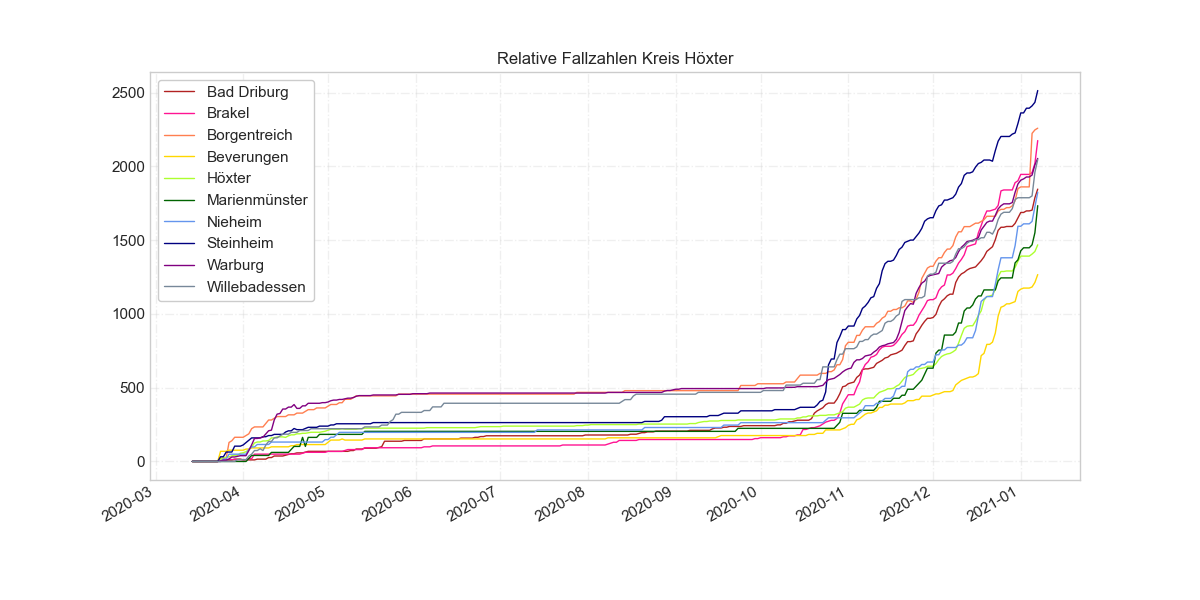 Relative Fallzahlen Kreis Höxter
2500
2000
1500
1000
500
0
Bad Driburg
Brakel
Borgentreich
Beverungen
Höxter
Marienmünster
Nieheim
Steinheim
Warburg
Willebadessen
2020-03
2020-04
2020-05
2020-06
2020-07
2020-08
2020-09
2020-10
2020-11
2020-12
2021-01